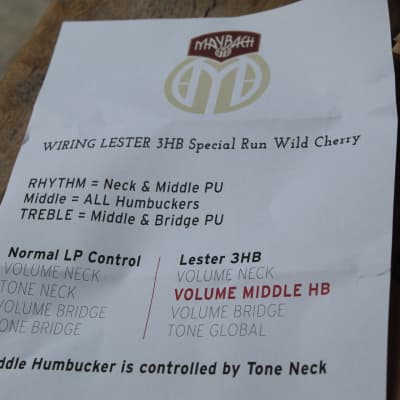 MAYBACH
WIRING LESTER 3HB Special Run Wild Cherry
RHYTHM = Neck & Middle PU
Middle = ALL Humbuckers
TREBLE = Middle & Bridge PU
Normal LP Control
VOLUME NECK
TONE NECK
VOLUME BRIDGE
TONE BRIDGE
Lester 3HB
VOLUME NECK
VOLUME MIDDLE HB
VOLUME BRIDGE
TONE GLOBAL
ddle Humbucker is controlled by Tone Neck